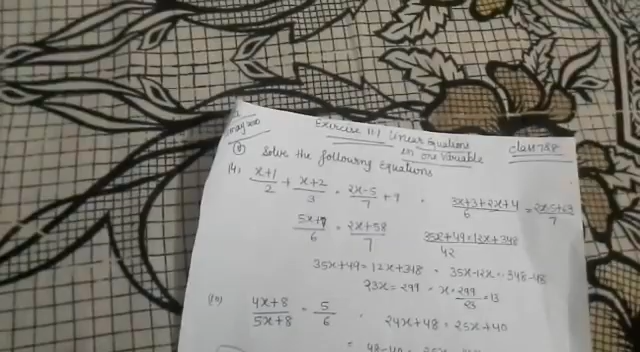 Exercise 11.1 Linear Equations
in one Variable class 7&8
Solve the following Equations
(4) (x+1)/2 + (x+2)/3 = (2x-5)/7 + 9 . (3x+3+2x+4)/6 = (2x-5+63)/7
(5x+7)/6 = (2x+58)/7 (35x+49=12x+348)/42
35x+49=12x+348 = 35x-12x=348-49
23x=299 = x=299/23=13
(4x+8)/(5x+8) = 5/6 . 24x+48=25x+40